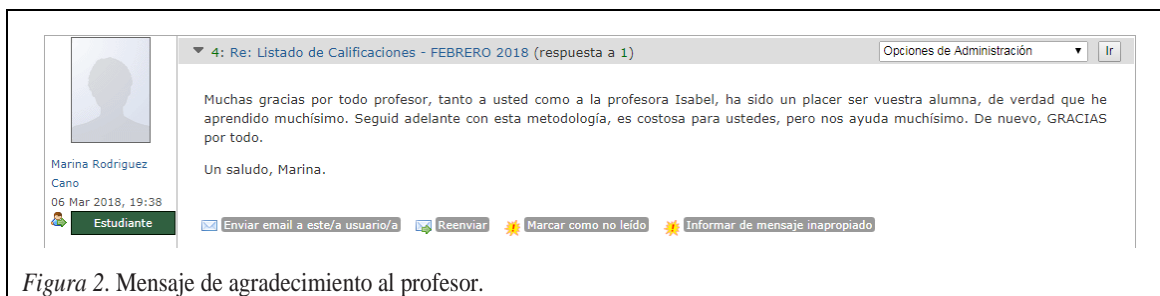 4: Re: Listado de Calificaciones - FEBRERO 2018 (respuesta a 1)
Opciones de Administración
Ir
Muchas gracias por todo profesor, tanto a usted como a la profesora Isabel, ha sido un placer ser vuestra alumna, de verdad que he
aprendido muchísimo. Seguid adelante con esta metodología, es costosa para ustedes, pero nos ayuda muchísimo. De nuevo, GRACIAS
por todo.
Un saludo, Marina.
Marina Rodriguez
Cano
06 Mar 2018, 19:38
Estudiante
Enviar email a este/a usuario/a
Reenviar
Marcar como no leído
Informar de mensaje inapropiado
Figura 2. Mensaje de agradecimiento al profesor.